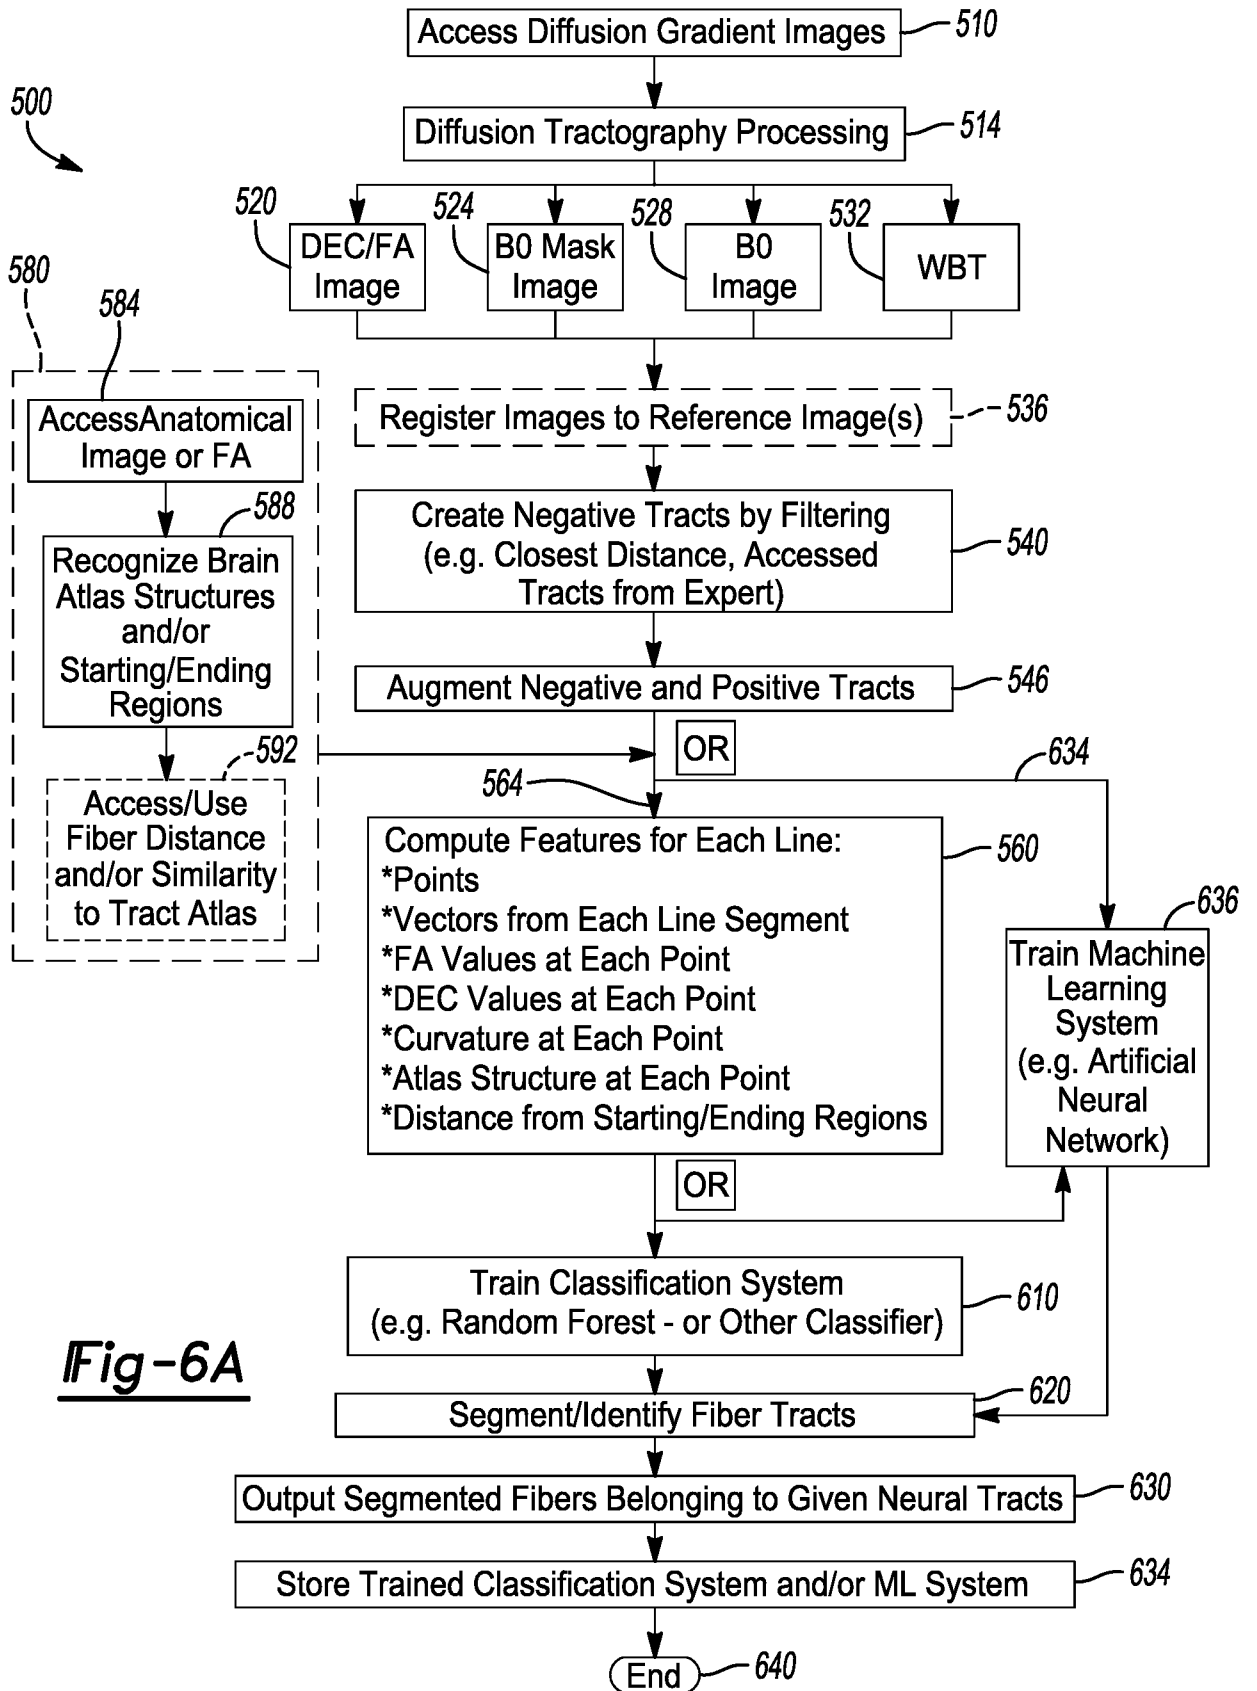 Access Diffusion Gradient Images
510
500
Diffusion Tractography Processing
514
520
DEC/FA
Image
524
B0 Mask
Image
528
B0
Image
532
WBT
580
584
AccessAnatomical
Image or FA
588
Recognize Brain
Atlas Structures
and/or
Starting/Ending
Regions
592
Access/Use
Fiber Distance
and/or Similarity
to Tract Atlas
Register Images to Reference Image(s)
536
Create Negative Tracts by Filtering
(e.g. Closest Distance, Accessed
Tracts from Expert)
540
Augment Negative and Positive Tracts
546
OR
634
564
Compute Features for Each Line:
*Points
*Vectors from Each Line Segment
*FA Values at Each Point
*DEC Values at Each Point
*Curvature at Each Point
*Atlas Structure at Each Point
*Distance from Starting/Ending Regions
560
636
Train Machine
Learning
System
(e.g. Artificial
Neural
Network)
OR
Train Classification System
(e.g. Random Forest - or Other Classifier)
610
Fig-6A
Segment/Identify Fiber Tracts
620
Output Segmented Fibers Belonging to Given Neural Tracts
630
Store Trained Classification System and/or ML System
634
End
640